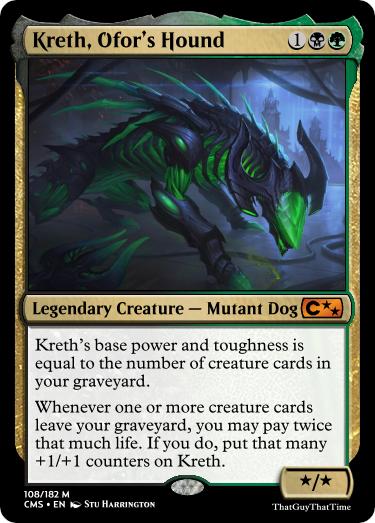 Kreth, Ofor's Hound 1
Legendary Creature — Mutant Dog C
Kreth's base power and toughness is
equal to the number of creature cards in
your graveyard.
Whenever one or more creature cards
leave your graveyard, you may pay twice
that much life. If you do, put that many
+1/+1 counters on Kreth.
*/*
108/182 M
CMS • EN Stu Harrington
ThatGuyThatTime